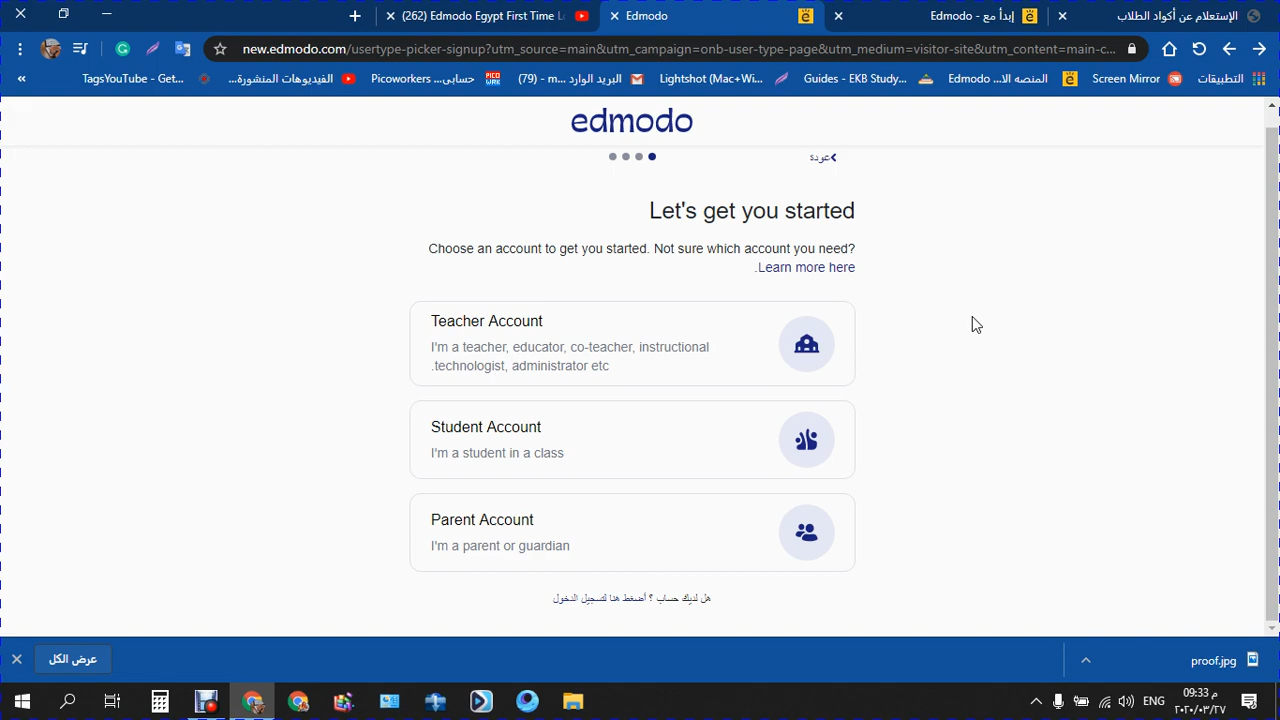 الإستعلام عن أكواد الطلاب
إبدأ مع - Edmodo
Edmodo
(262) Edmodo Egypt First Time Lo
new.edmodo.com/usertype-picker-signup?utm_source=main&utm_campaign=onb-user-type-page&utm_medium=visitor-site&utm_content=main-c...
التطبيقات
Screen Mirror
Edmodo المنصه الا...
Guides - EKB Study...
Lightshot (Mac+Wi...
البريد الوارد (79) - m...
Picoworkers حسابى...
الفيديوهات المنشورة...
TagsYouTube - Get...
edmodo
عودة
Let's get you started
Choose an account to get you started. Not sure which account you need?
.Learn more here
Teacher Account
I'm a teacher, educator, co-teacher, instructional
.technologist, administrator etc
Student Account
I'm a student in a class
Parent Account
I'm a parent or guardian
هل لديك حساب ؟ أضغط هنا لتسجيل الدخول
عرض الكل
proof.jpg
ENG
09:33 م
٢٠٢٠/٠٣/٢٧